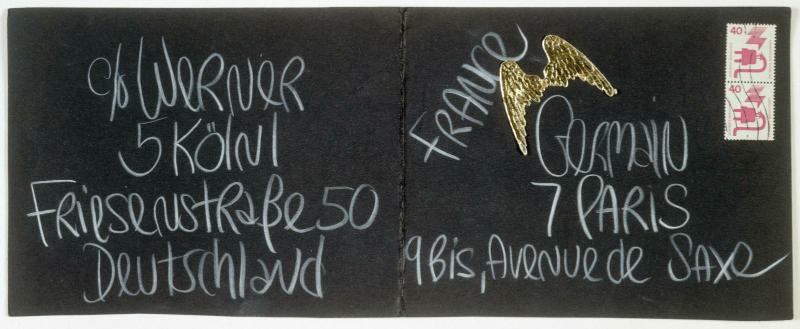 c/o WERNER
5 KÖLN 1
FRiesenstraße 50
Deutschland
FRANCE
Germain
7 PARiS
9 Bis, Avenue de Saxe
40
40